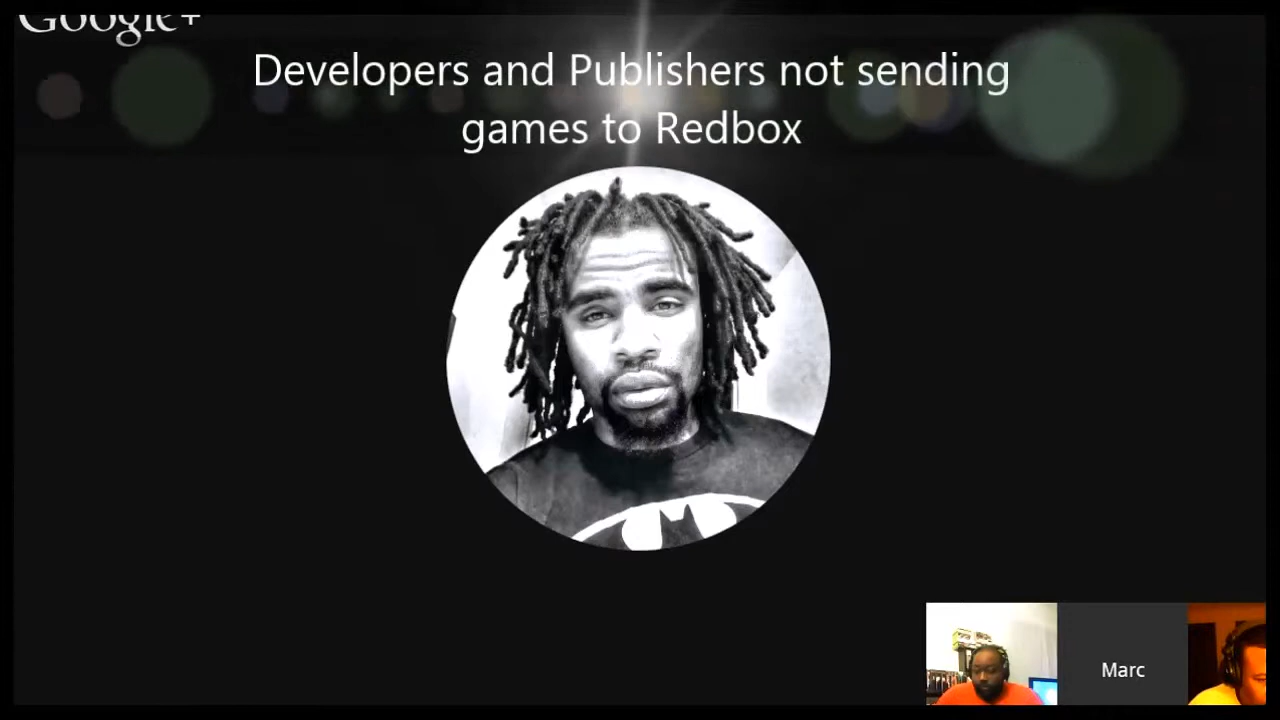 Google+
Developers and Publishers not sending
games to Redbox
Marc